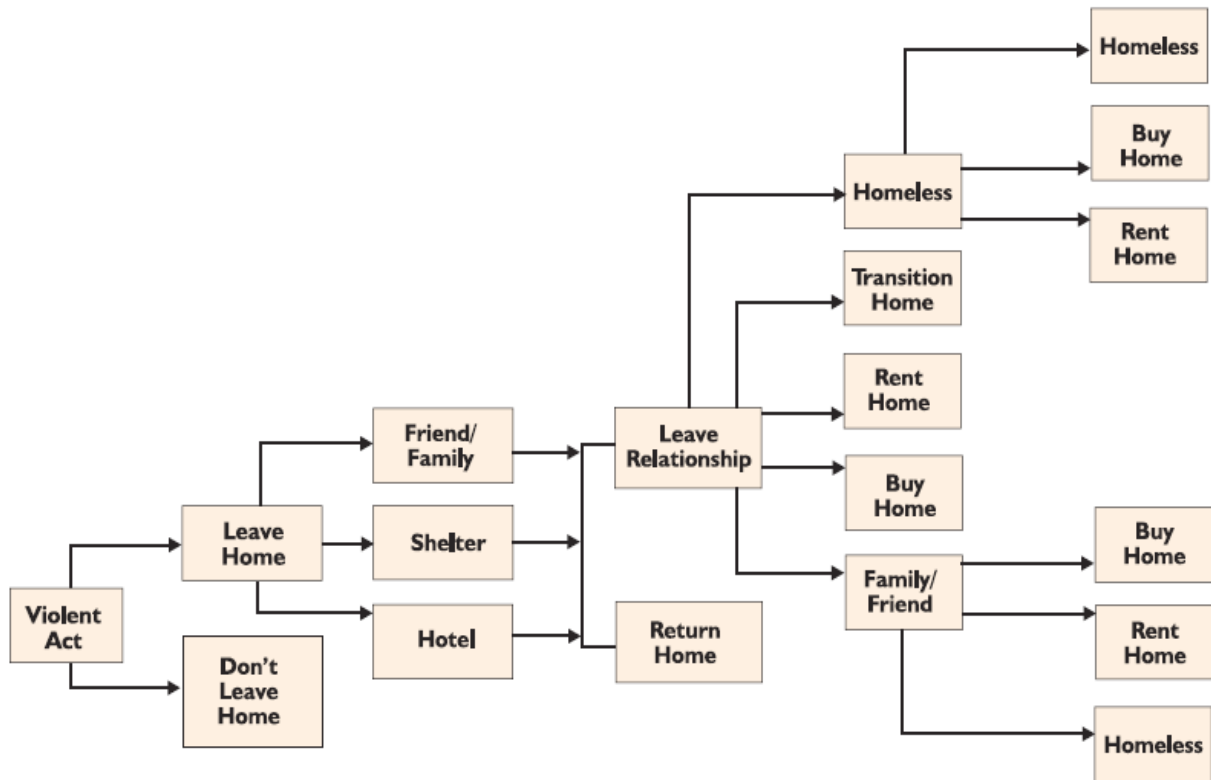 Violent
Act
Leave
Home
Don't
Leave
Home
Friend/
Family
Shelter
Hotel
Leave
Relationship
Return
Home
Homeless
Transition
Home
Rent
Home
Buy
Home
Family/
Friend
Homeless
Buy
Home
Rent
Home
Buy
Home
Rent
Home
Homeless